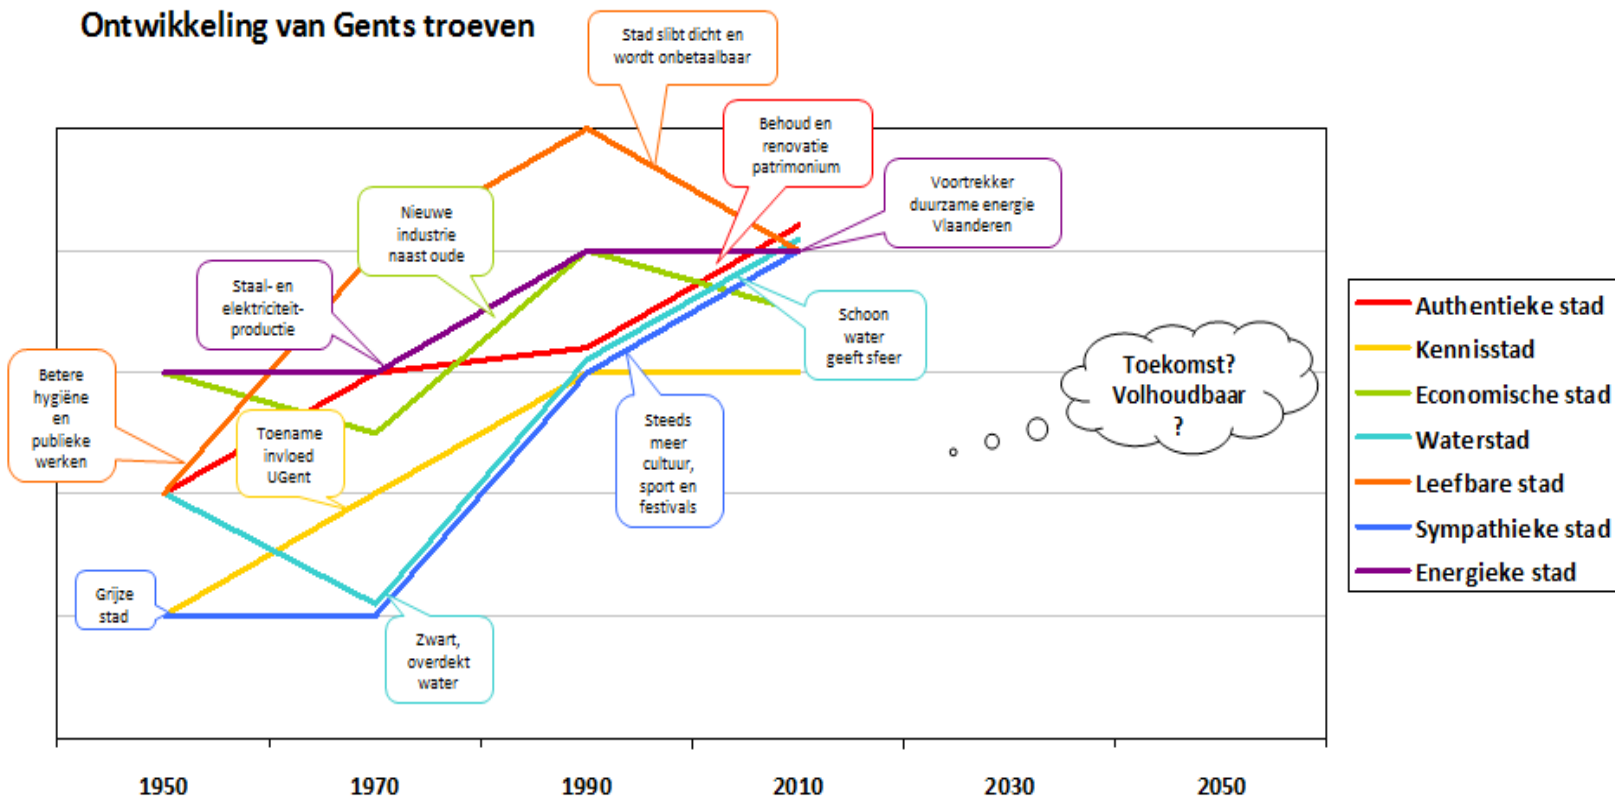 Ontwikkeling van Gents troeven
Stad slibt dicht en
wordt onbetaalbaar
Behoud en
renovatie
patrimonium
Voortrekker
duurzame energie
Vlaanderen
Nieuwe
industrie
naast oude
Staal- en
elektriciteit-
productie
Schoon
water
geeft sfeer
Betere
hygiëne
en
publieke
werken
Toename
invloed
UGent
Steeds
meer
cultuur,
sport en
festivals
Grijze
stad
Zwart,
overdekt
water
Toekomst?
Volhoudbaar
?
Authentieke stad
Kennisstad
Economische stad
Waterstad
Leefbare stad
Sympathieke stad
Energieke stad
1950 1970 1990 2010 2030 2050